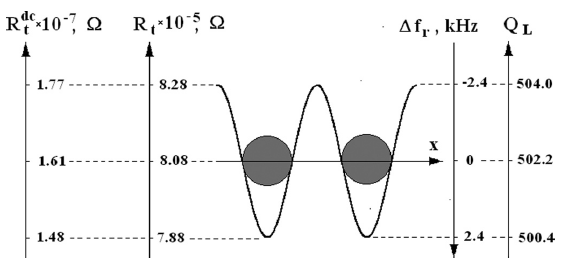 R_t^dc×10^-7, Ω R_t×10^-5, Ω Δf_r, kHz Q_L
1.77 8.28 -2.4 504.0
x
1.61 8.08 0 502.2
1.48 7.88 2.4 500.4